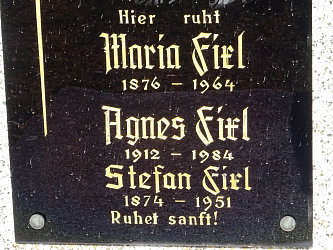 Hier ruht
Maria Fixl
1876 – 1964
Agnes Fixl
1912 – 1984
Stefan Fixl
1874 – 1951
Ruhet sanft!